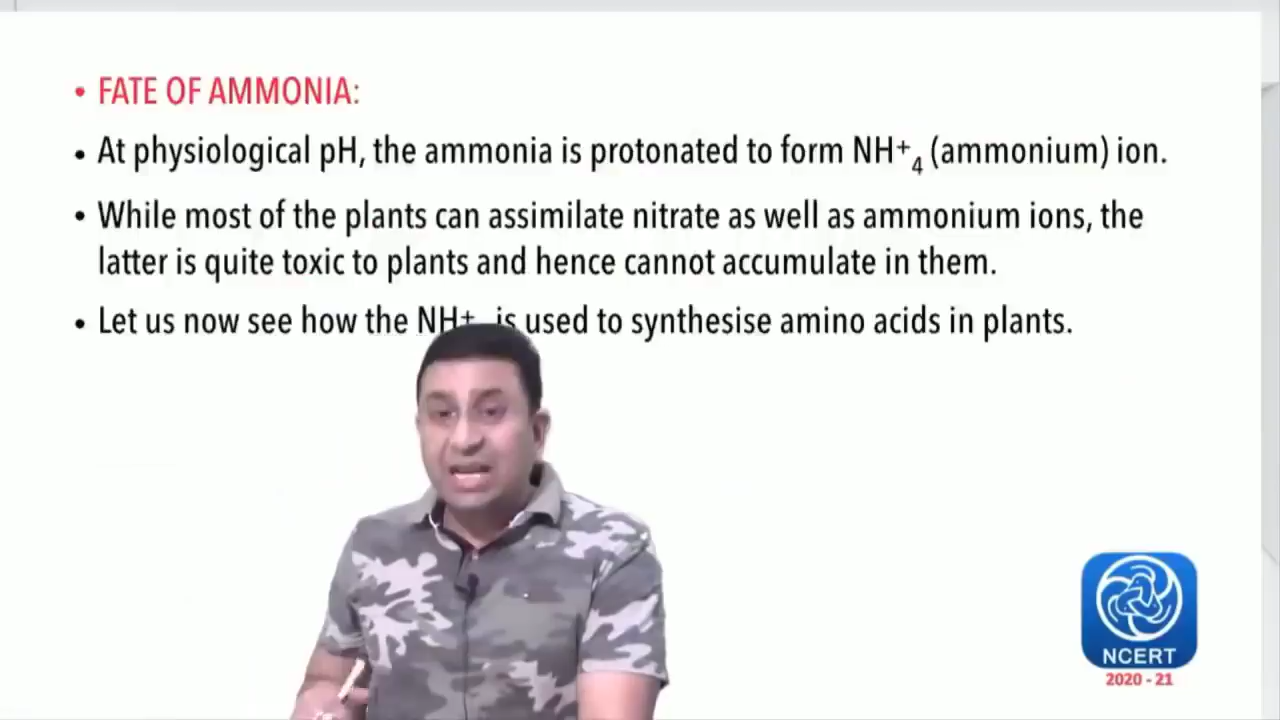 • FATE OF AMMONIA:
• At physiological pH, the ammonia is protonated to form NH⁺₄ (ammonium) ion.
• While most of the plants can assimilate nitrate as well as ammonium ions, the
latter is quite toxic to plants and hence cannot accumulate in them.
• Let us now see how the NH⁺ is used to synthesise amino acids in plants.
NCERT
2020 - 21